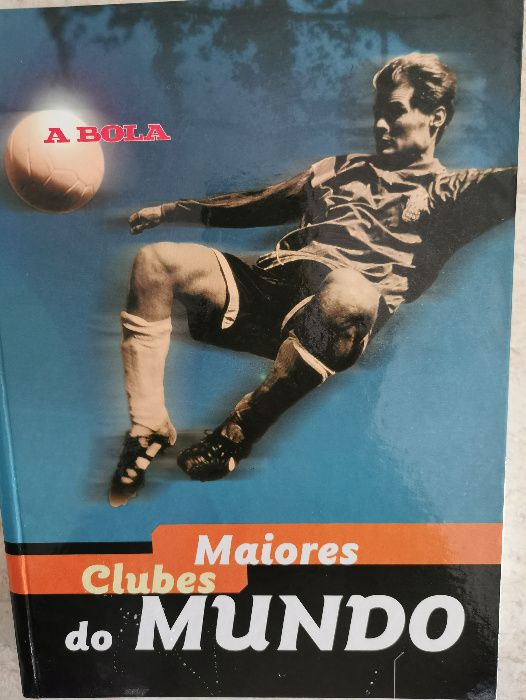 A BOLA
Maiores
Clubes
do MUNDO